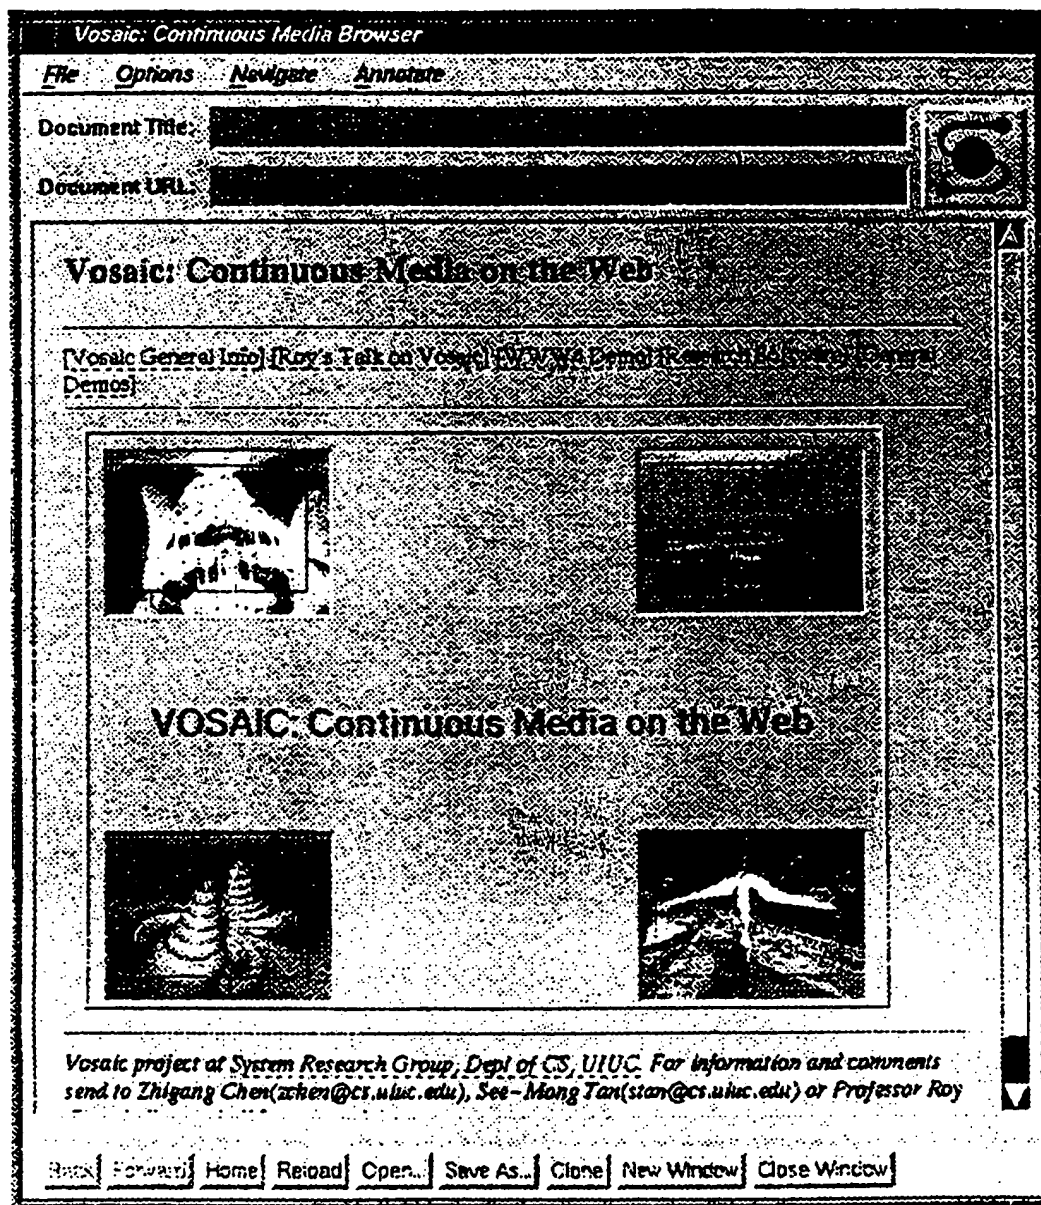 Vosaic: Continuous Media Browser
File Options Navigate Annotate
Document Title:
Document URL:
Vosaic: Continuous Media on the Web
[Vosaic General Info] [Roy's Talk on Vosaic] [WWW4 Demo] [Research Software] [General
Demos]
VOSAIC: Continuous Media on the Web
Vosaic project at System Research Group, Dept of CS, UIUC. For information and comments
send to Zhigang Chen(zchen@cs.uiuc.edu), See-Mong Tan(stan@cs.uiuc.edu) or Professor Roy
Back Forward Home Reload Open... Save As... Clone New Window Close Window